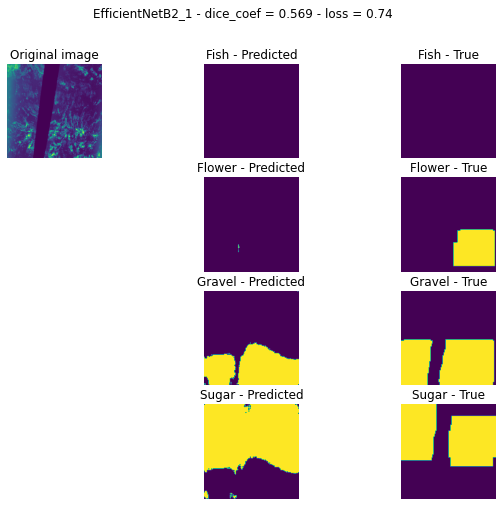 EfficientNetB2_1 - dice_coef = 0.569 - loss = 0.74
Original image
Fish - Predicted
Fish - True
Flower - Predicted
Flower - True
Gravel - Predicted
Gravel - True
Sugar - Predicted
Sugar - True